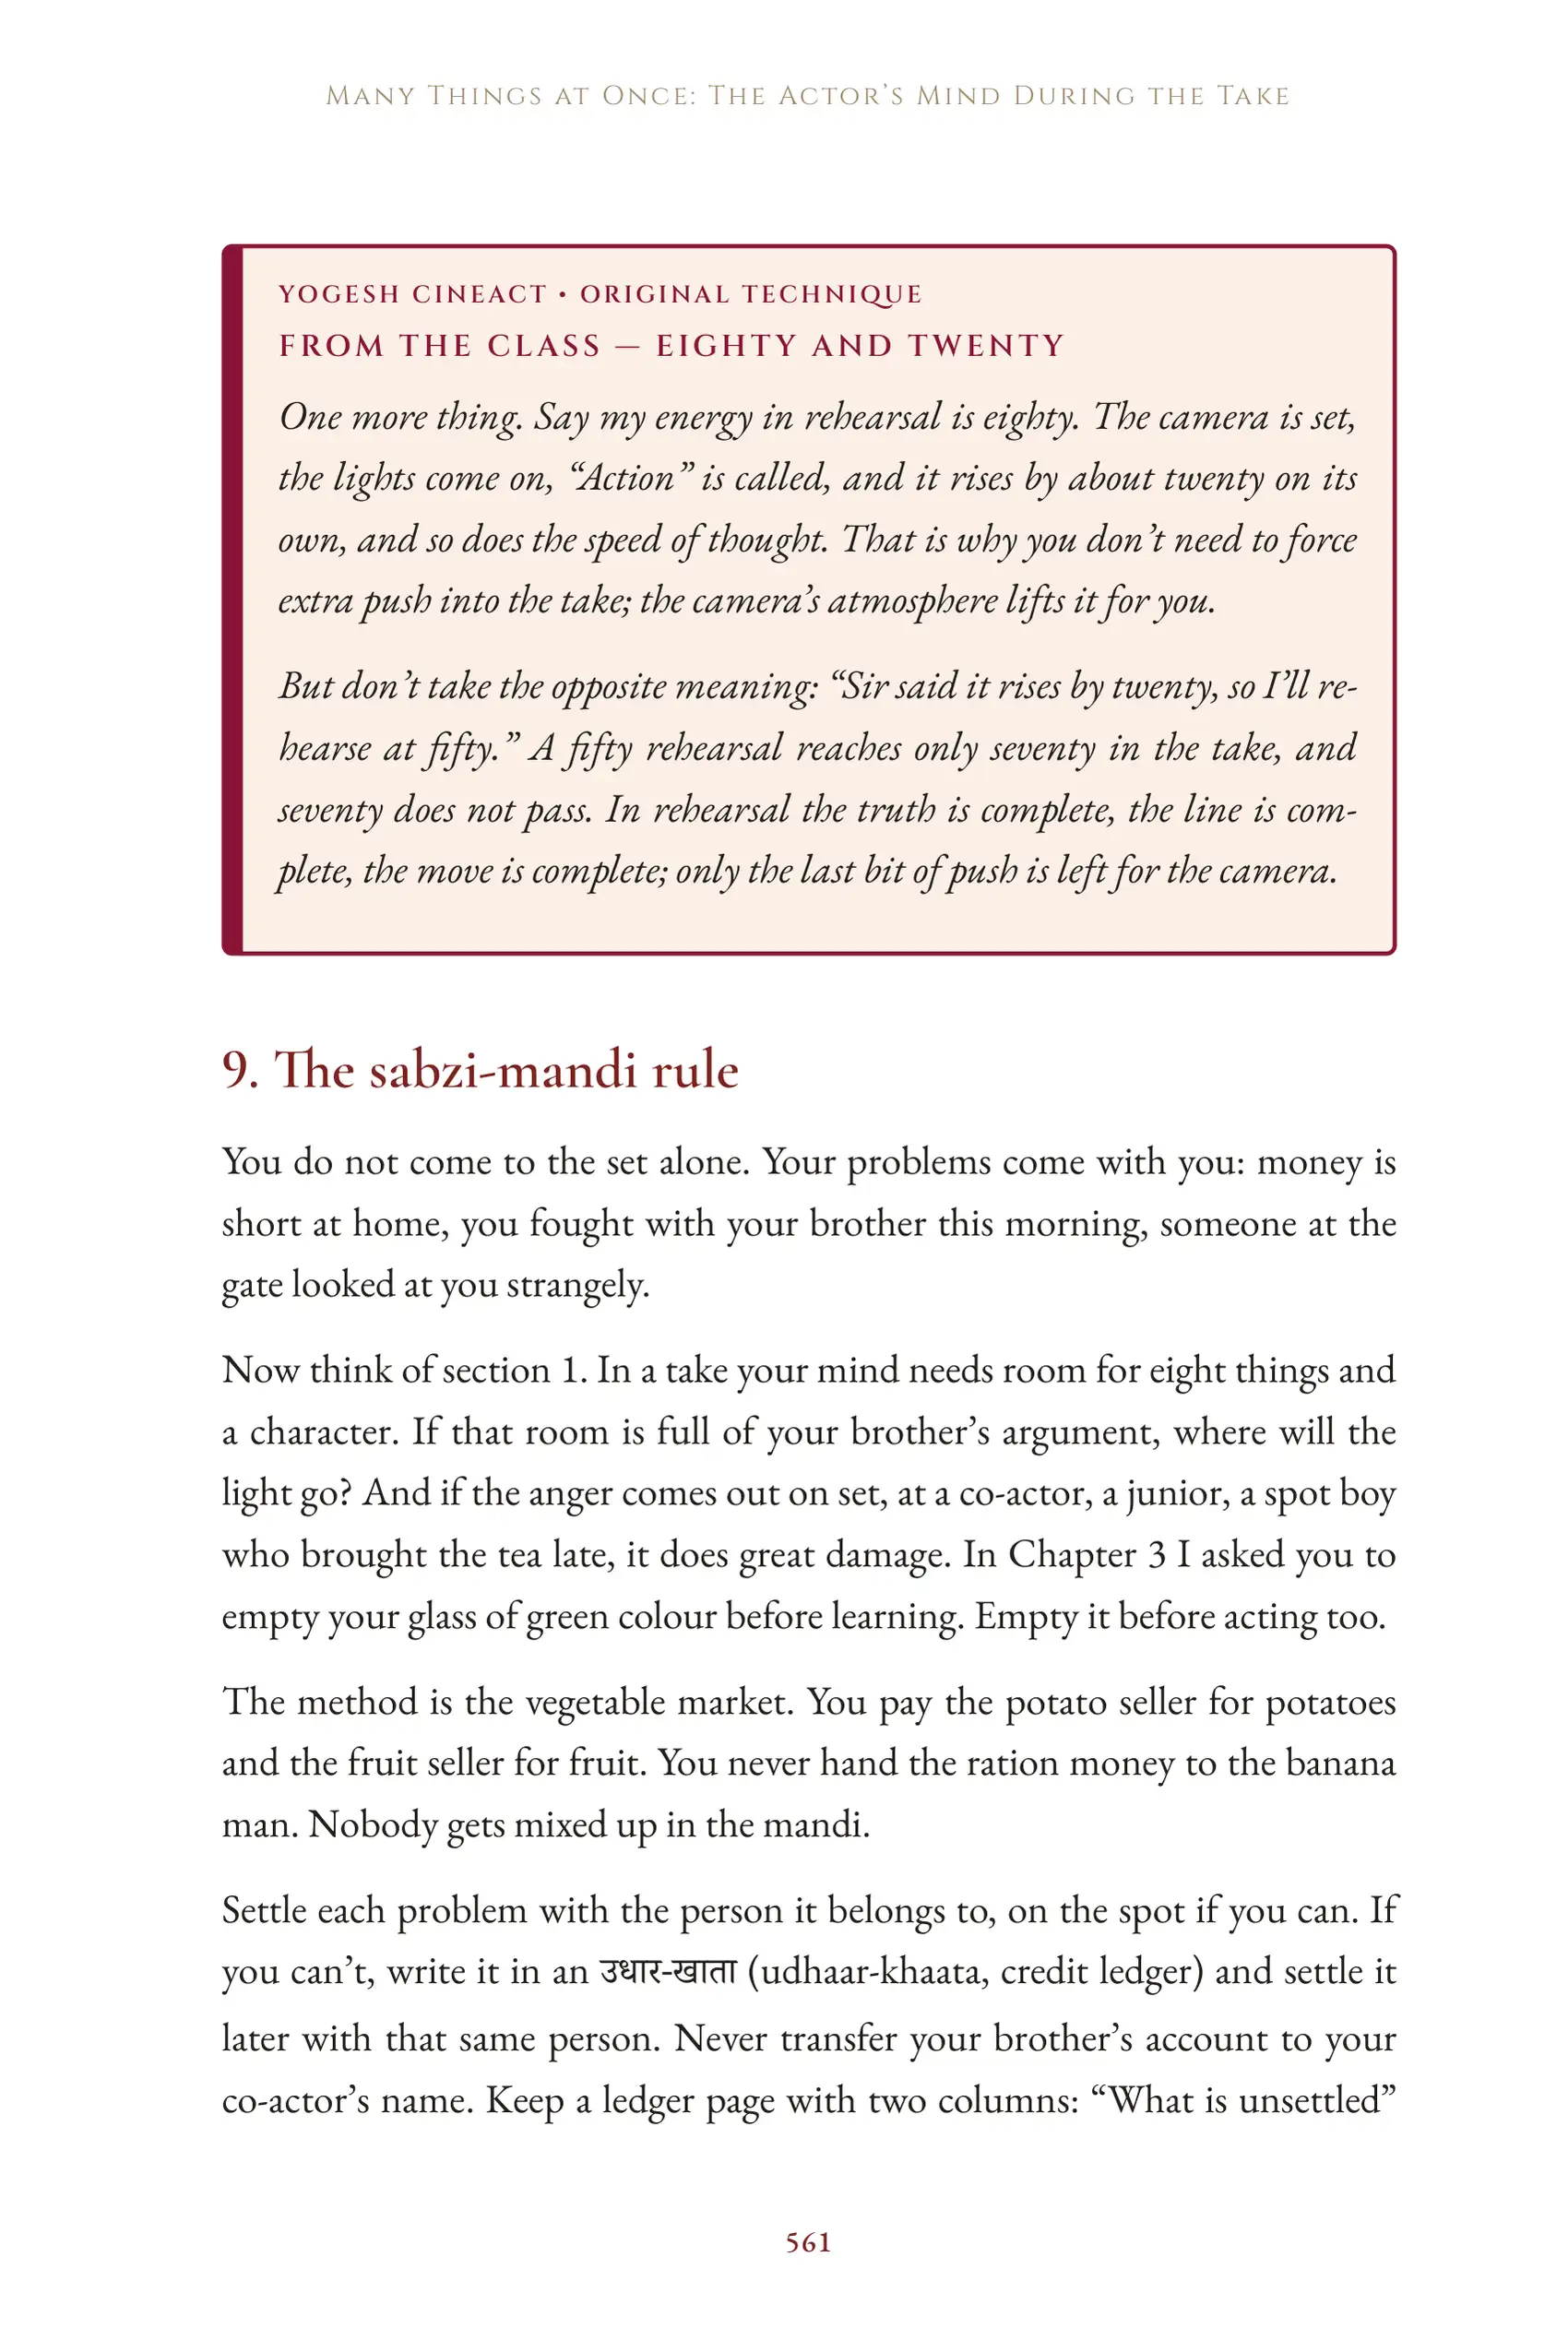 Many Things at Once: The Actor's Mind During the Take
YOGESH CINEACT • ORIGINAL TECHNIQUE
FROM THE CLASS — EIGHTY AND TWENTY
One more thing. Say my energy in rehearsal is eighty. The camera is set,
the lights come on, “Action” is called, and it rises by about twenty on its
own, and so does the speed of thought. That is why you don’t need to force
extra push into the take; the camera’s atmosphere lifts it for you.
But don’t take the opposite meaning: “Sir said it rises by twenty, so I’ll re-
hearse at fifty.” A fifty rehearsal reaches only seventy in the take, and
seventy does not pass. In rehearsal the truth is complete, the line is com-
plete, the move is complete; only the last bit of push is left for the camera.
9. The sabzi-mandi rule
You do not come to the set alone. Your problems come with you: money is
short at home, you fought with your brother this morning, someone at the
gate looked at you strangely.
Now think of section 1. In a take your mind needs room for eight things and
a character. If that room is full of your brother’s argument, where will the
light go? And if the anger comes out on set, at a co-actor, a junior, a spot boy
who brought the tea late, it does great damage. In Chapter 3 I asked you to
empty your glass of green colour before learning. Empty it before acting too.
The method is the vegetable market. You pay the potato seller for potatoes
and the fruit seller for fruit. You never hand the ration money to the banana
man. Nobody gets mixed up in the mandi.
Settle each problem with the person it belongs to, on the spot if you can. If
you can’t, write it in an उधार-खाता (udhaar-khaata, credit ledger) and settle it
later with that same person. Never transfer your brother’s account to your
co-actor’s name. Keep a ledger page with two columns: “What is unsettled”
561